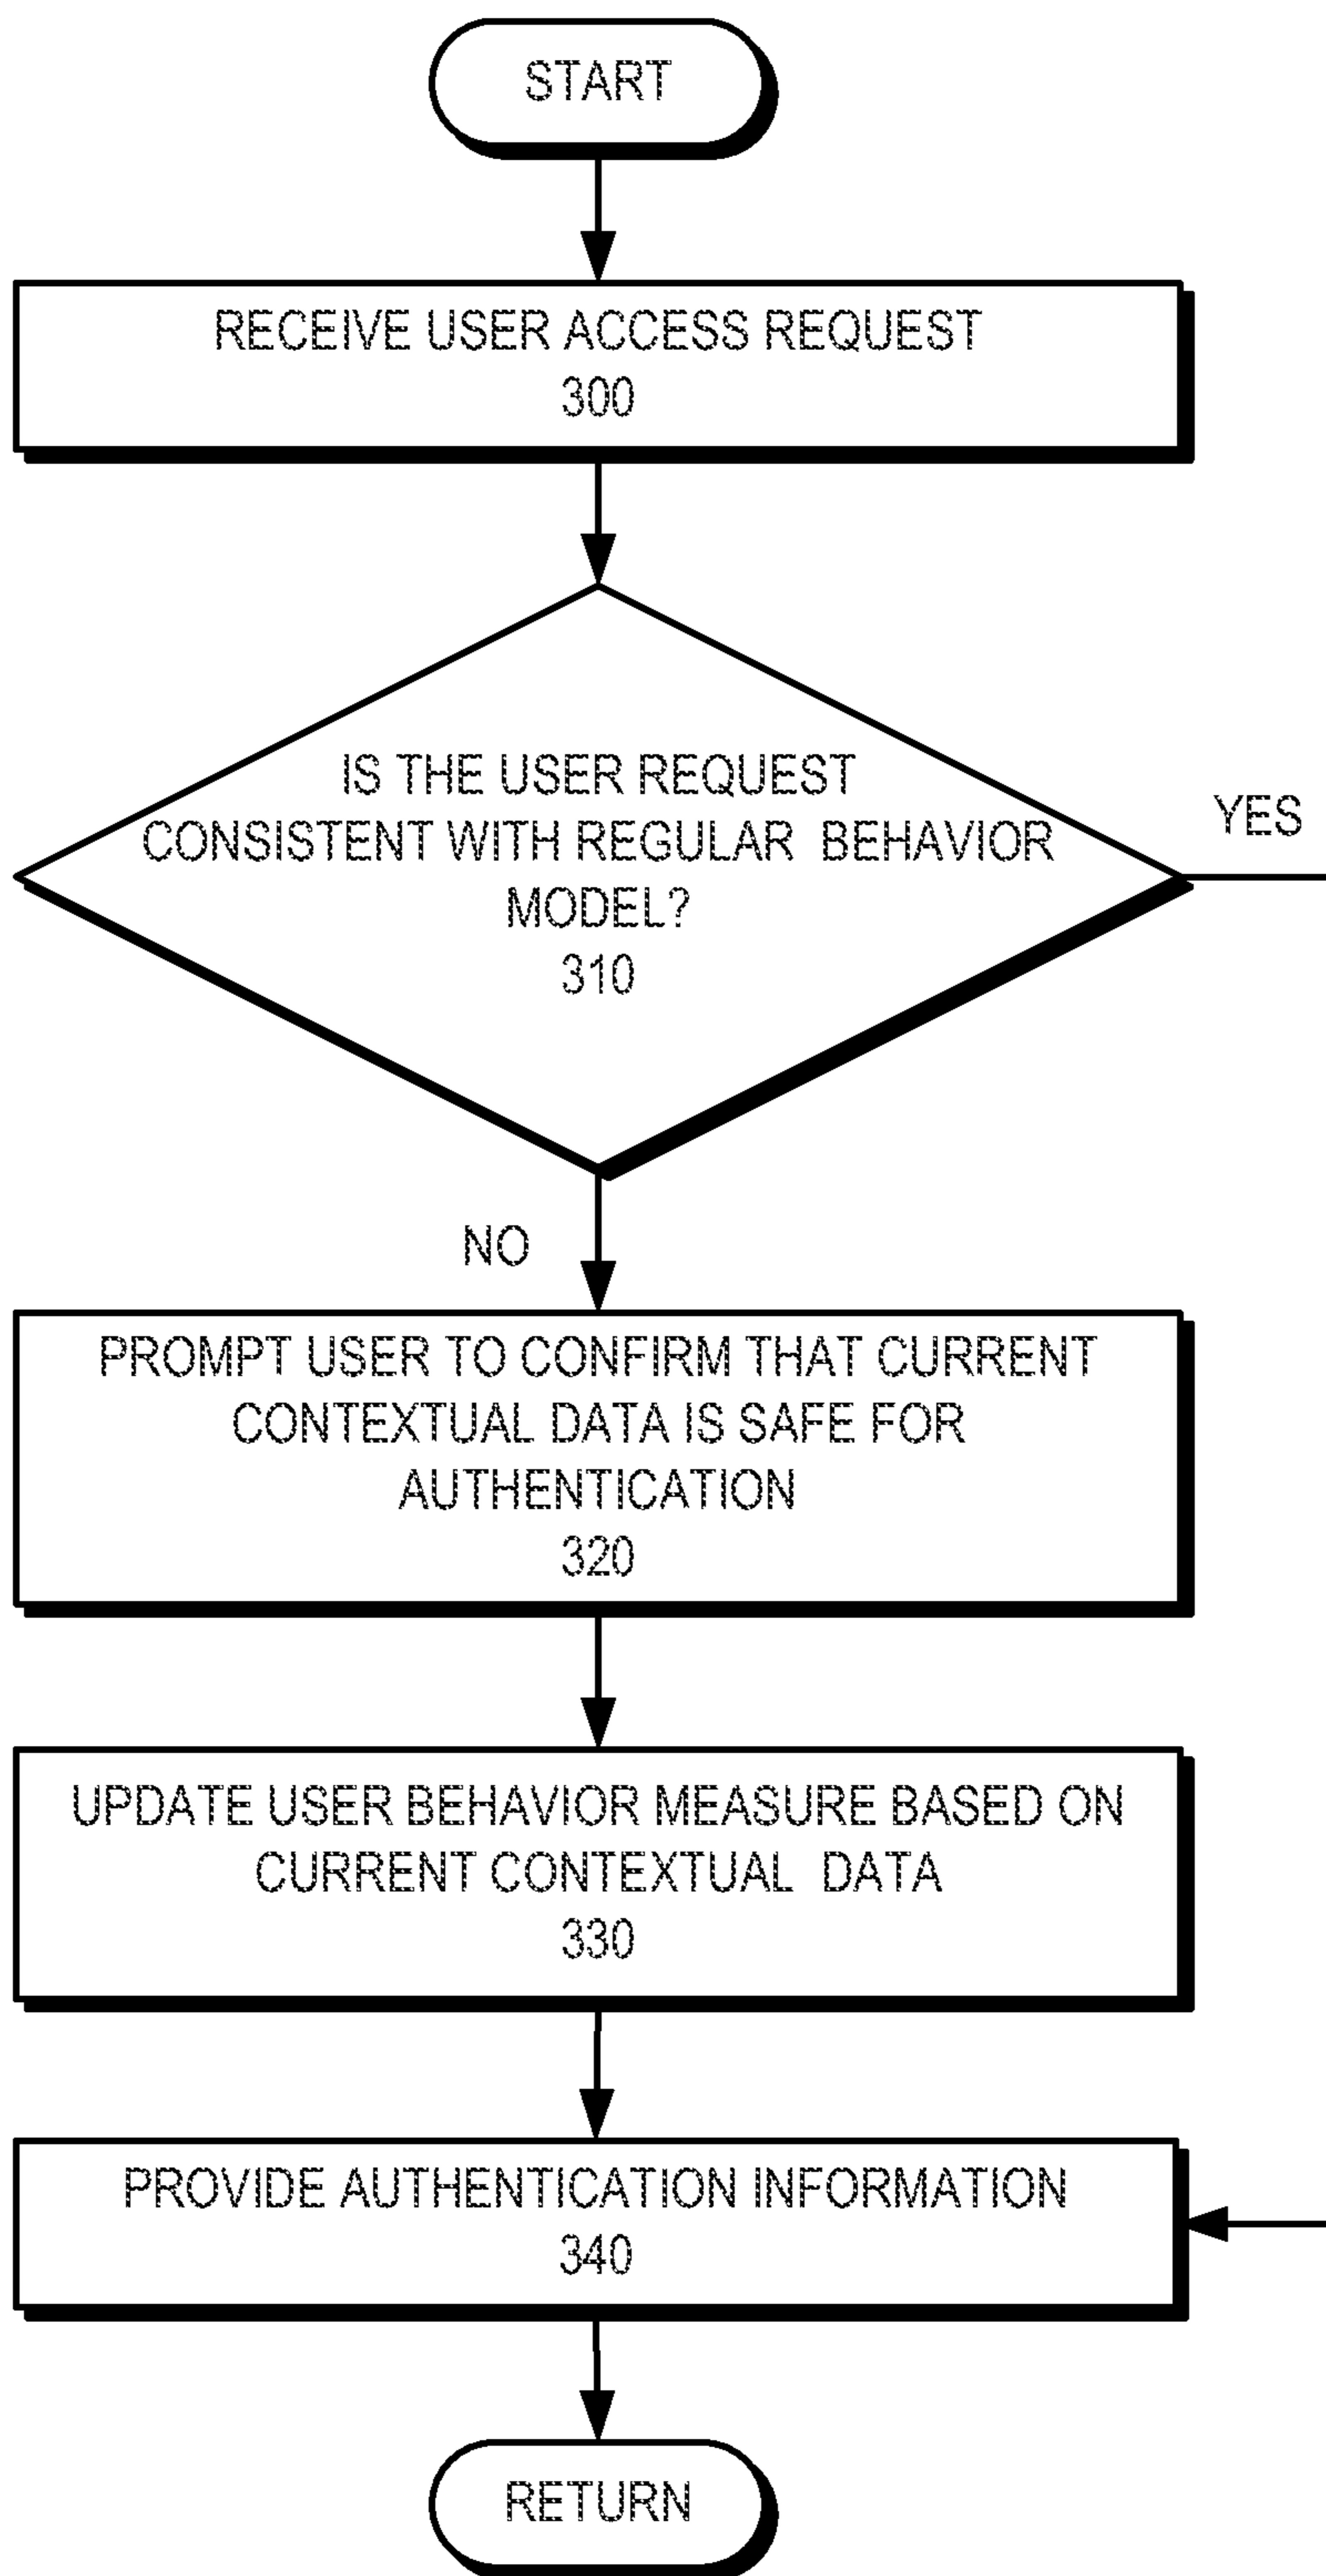 START
RECEIVE USER ACCESS REQUEST
300
IS THE USER REQUEST
CONSISTENT WITH REGULAR BEHAVIOR
MODEL?
310
YES
NO
PROMPT USER TO CONFIRM THAT CURRENT
CONTEXTUAL DATA IS SAFE FOR
AUTHENTICATION
320
UPDATE USER BEHAVIOR MEASURE BASED ON
CURRENT CONTEXTUAL DATA
330
PROVIDE AUTHENTICATION INFORMATION
340
RETURN